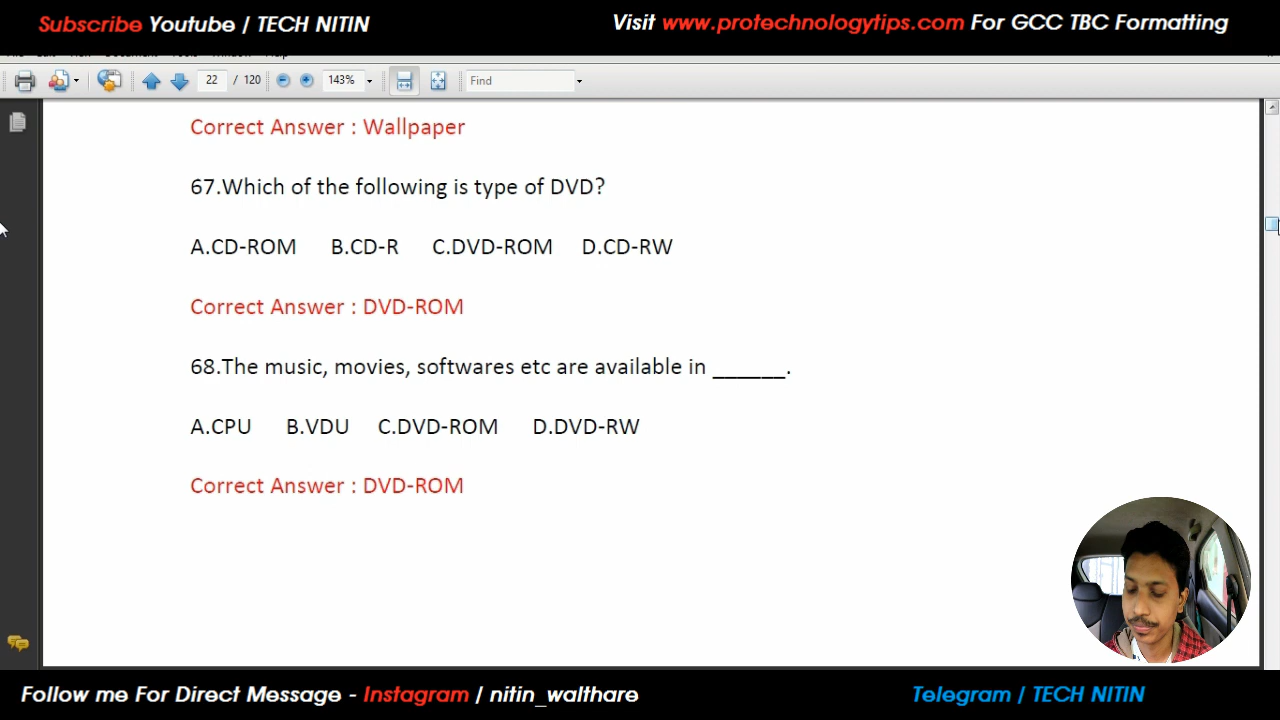 Subscribe Youtube / TECH NITIN
Visit www.protechnologytips.com For GCC TBC Formatting
22 / 120
143%
Find
Correct Answer : Wallpaper
67.Which of the following is type of DVD?
A.CD-ROM B.CD-R C.DVD-ROM D.CD-RW
Correct Answer : DVD-ROM
68.The music, movies, softwares etc are available in ______.
A.CPU B.VDU C.DVD-ROM D.DVD-RW
Correct Answer : DVD-ROM
Follow me For Direct Message - Instagram / nitin_walthare
Telegram / TECH NITIN